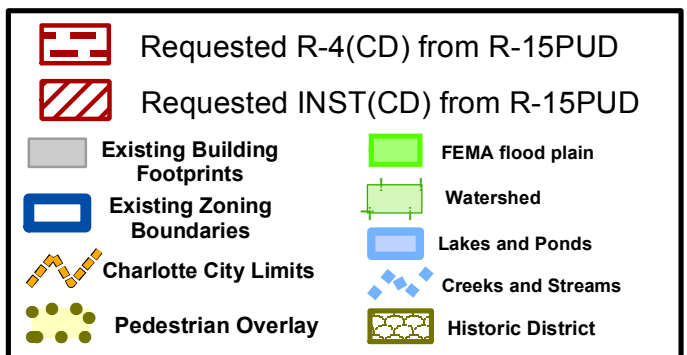 Requested R-4(CD) from R-15PUD
Requested INST(CD) from R-15PUD
Existing Building
Footprints
Existing Zoning
Boundaries
Charlotte City Limits
Pedestrian Overlay
FEMA flood plain
Watershed
Lakes and Ponds
Creeks and Streams
Historic District